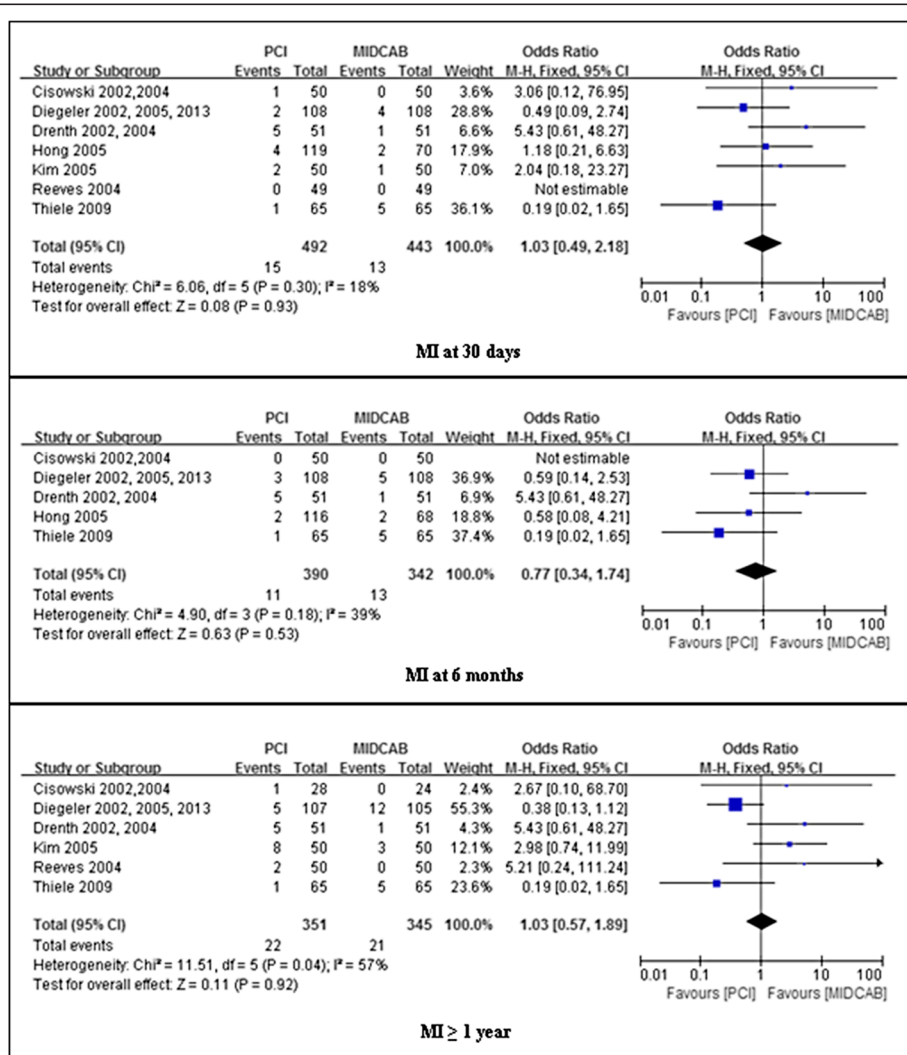 PCI MIDCAB Odds Ratio Odds Ratio
Study or Subgroup Events Total Events Total Weight M-H, Fixed, 95% CI M-H, Fixed, 95% CI
Cisowski 2002,2004 1 50 0 50 3.6% 3.06 [0.12, 76.95]
Diegeler 2002, 2005, 2013 2 108 4 108 28.8% 0.49 [0.09, 2.74]
Drenth 2002, 2004 5 51 1 51 6.6% 5.43 [0.61, 48.27]
Hong 2005 4 119 2 70 17.9% 1.18 [0.21, 6.63]
Kim 2005 2 50 1 50 7.0% 2.04 [0.18, 23.27]
Reeves 2004 0 49 0 49 Not estimable
Thiele 2009 1 65 5 65 36.1% 0.19 [0.02, 1.65]
Total (95% CI) 492 443 100.0% 1.03 [0.49, 2.18]
Total events 15 13
Heterogeneity: Chi² = 6.06, df = 5 (P = 0.30); I² = 18%
Test for overall effect: Z = 0.08 (P = 0.93)
0.01 0.1 1 10 100
Favours [PCI] Favours [MIDCAB]
MI at 30 days
PCI MIDCAB Odds Ratio Odds Ratio
Study or Subgroup Events Total Events Total Weight M-H, Fixed, 95% CI M-H, Fixed, 95% CI
Cisowski 2002,2004 0 50 0 50 Not estimable
Diegeler 2002, 2005, 2013 3 108 5 108 36.9% 0.59 [0.14, 2.53]
Drenth 2002, 2004 5 51 1 51 6.9% 5.43 [0.61, 48.27]
Hong 2005 2 116 2 68 18.8% 0.58 [0.08, 4.21]
Thiele 2009 1 65 5 65 37.4% 0.19 [0.02, 1.65]
Total (95% CI) 390 342 100.0% 0.77 [0.34, 1.74]
Total events 11 13
Heterogeneity: Chi² = 4.90, df = 3 (P = 0.18); I² = 39%
Test for overall effect: Z = 0.63 (P = 0.53)
0.01 0.1 1 10 100
Favours [PCI] Favours [MIDCAB]
MI at 6 months
PCI MIDCAB Odds Ratio Odds Ratio
Study or Subgroup Events Total Events Total Weight M-H, Fixed, 95% CI M-H, Fixed, 95% CI
Cisowski 2002,2004 1 28 0 24 2.4% 2.67 [0.10, 68.70]
Diegeler 2002, 2005, 2013 5 107 12 105 55.3% 0.38 [0.13, 1.12]
Drenth 2002, 2004 5 51 1 51 4.3% 5.43 [0.61, 48.27]
Kim 2005 8 50 3 50 12.1% 2.98 [0.74, 11.99]
Reeves 2004 2 50 0 50 2.3% 5.21 [0.24, 111.24]
Thiele 2009 1 65 5 65 23.6% 0.19 [0.02, 1.65]
Total (95% CI) 351 345 100.0% 1.03 [0.57, 1.89]
Total events 22 21
Heterogeneity: Chi² = 11.51, df = 5 (P = 0.04); I² = 57%
Test for overall effect: Z = 0.11 (P = 0.92)
0.01 0.1 1 10 100
Favours [PCI] Favours [MIDCAB]
MI ≥ 1 year